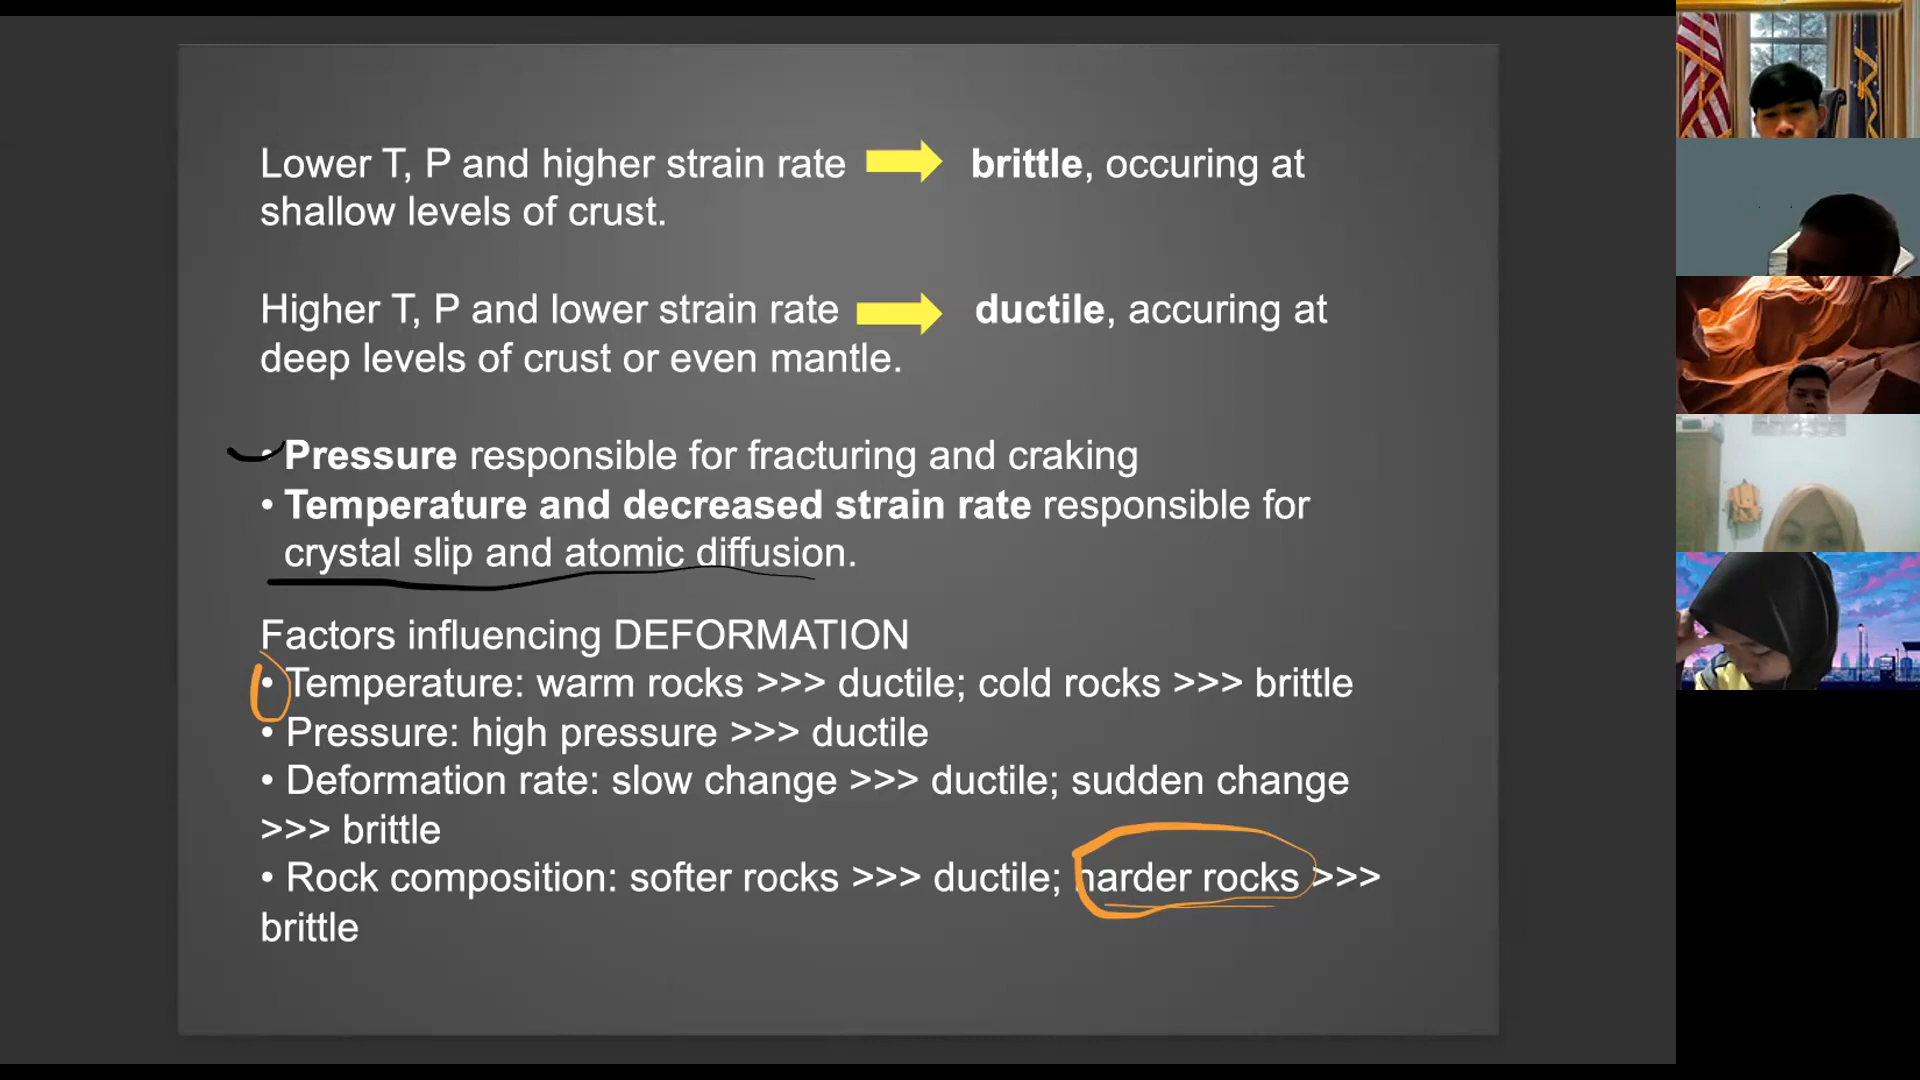 Lower T, P and higher strain rate brittle, occuring at
shallow levels of crust.
Higher T, P and lower strain rate ductile, accuring at
deep levels of crust or even mantle.
• Pressure responsible for fracturing and craking
• Temperature and decreased strain rate responsible for
crystal slip and atomic diffusion.
Factors influencing DEFORMATION
• Temperature: warm rocks >>> ductile; cold rocks >>> brittle
• Pressure: high pressure >>> ductile
• Deformation rate: slow change >>> ductile; sudden change
>>> brittle
• Rock composition: softer rocks >>> ductile; harder rocks >>>
brittle